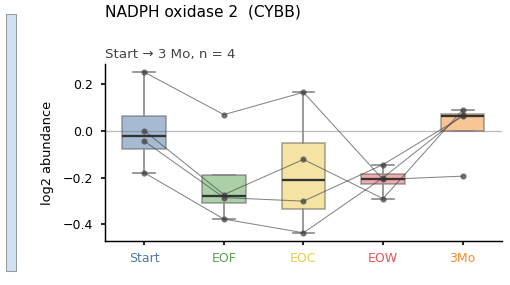 NADPH oxidase 2 (CYBB)
Start → 3 Mo, n = 4
log2 abundance
0.2
0.0
−0.2
−0.4
Start EOF EOC EOW 3Mo